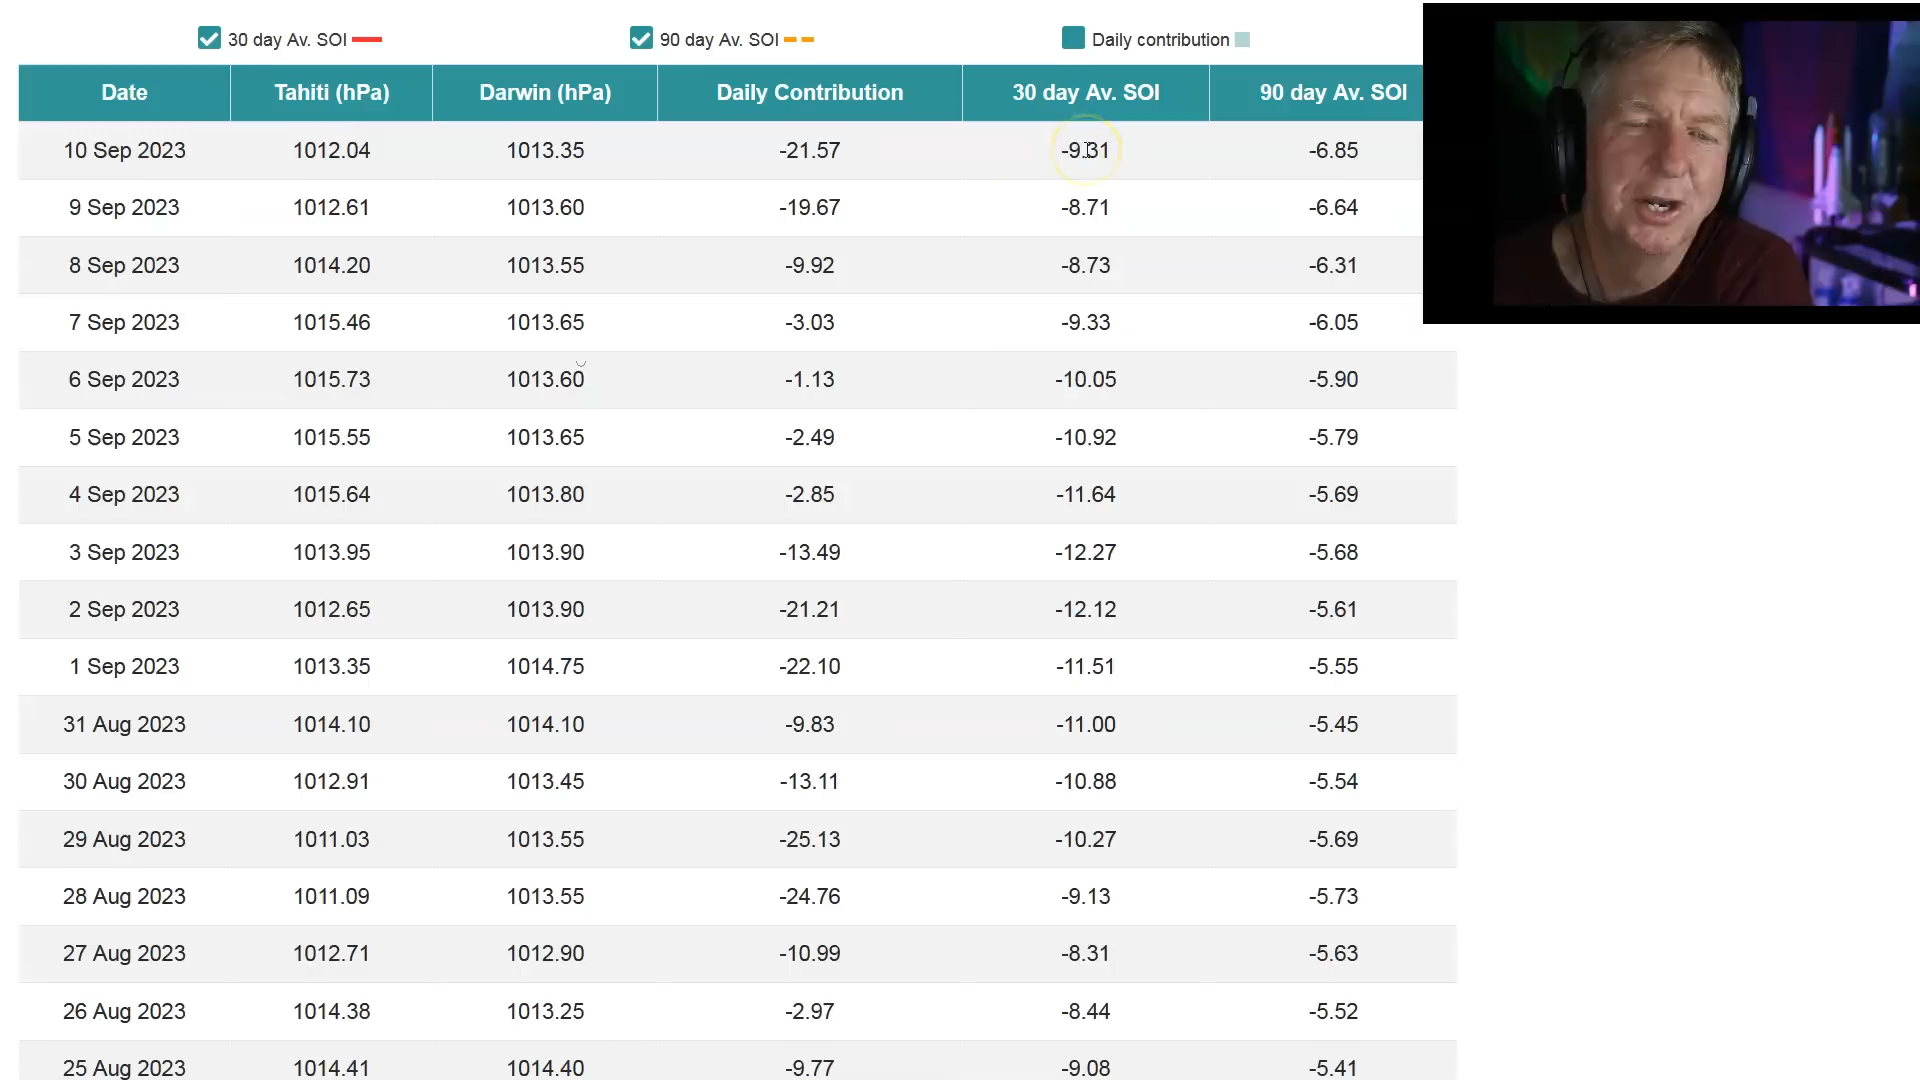 30 day Av. SOI 90 day Av. SOI Daily contribution
Date Tahiti (hPa) Darwin (hPa) Daily Contribution 30 day Av. SOI 90 day Av. SOI
10 Sep 2023 1012.04 1013.35 -21.57 -9.31 -6.85
9 Sep 2023 1012.61 1013.60 -19.67 -8.71 -6.64
8 Sep 2023 1014.20 1013.55 -9.92 -8.73 -6.31
7 Sep 2023 1015.46 1013.65 -3.03 -9.33 -6.05
6 Sep 2023 1015.73 1013.60 -1.13 -10.05 -5.90
5 Sep 2023 1015.55 1013.65 -2.49 -10.92 -5.79
4 Sep 2023 1015.64 1013.80 -2.85 -11.64 -5.69
3 Sep 2023 1013.95 1013.90 -13.49 -12.27 -5.68
2 Sep 2023 1012.65 1013.90 -21.21 -12.12 -5.61
1 Sep 2023 1013.35 1014.75 -22.10 -11.51 -5.55
31 Aug 2023 1014.10 1014.10 -9.83 -11.00 -5.45
30 Aug 2023 1012.91 1013.45 -13.11 -10.88 -5.54
29 Aug 2023 1011.03 1013.55 -25.13 -10.27 -5.69
28 Aug 2023 1011.09 1013.55 -24.76 -9.13 -5.73
27 Aug 2023 1012.71 1012.90 -10.99 -8.31 -5.63
26 Aug 2023 1014.38 1013.25 -2.97 -8.44 -5.52
25 Aug 2023 1014.41 1014.40 -9.77 -9.08 -5.41